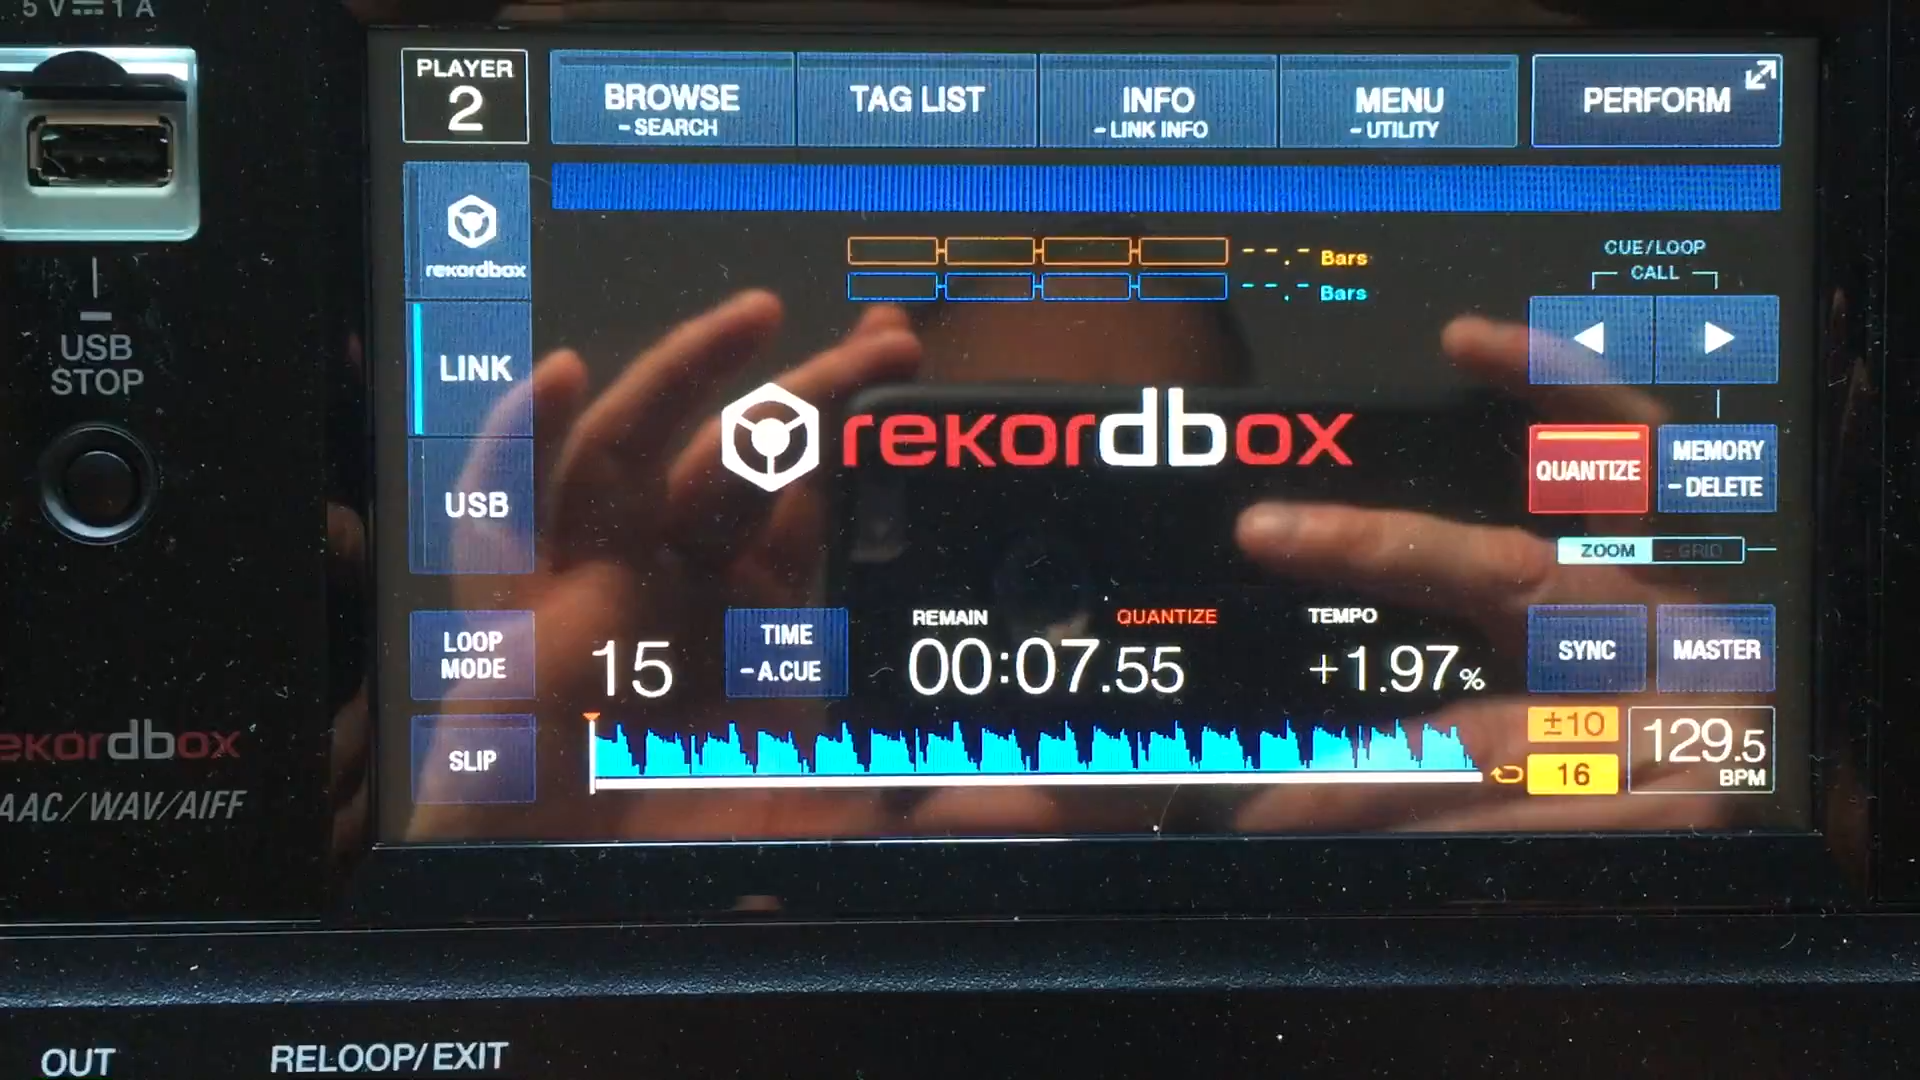 5 V⎓1 A
PLAYER
2
BROWSE
- SEARCH
TAG LIST
INFO
- LINK INFO
MENU
- UTILITY
PERFORM
rekordbox
LINK
USB
--.- Bars
--.- Bars
CUE/LOOP
CALL
rekordbox
QUANTIZE
MEMORY
- DELETE
ZOOM - GRID
USB
STOP
LOOP
MODE
15
TIME
- A.CUE
REMAIN
00:07.55
QUANTIZE
TEMPO
+1.97%
SYNC
MASTER
SLIP
±10
16
129.5
BPM
ekordbox
AAC/WAV/AIFF
OUT
RELOOP/EXIT